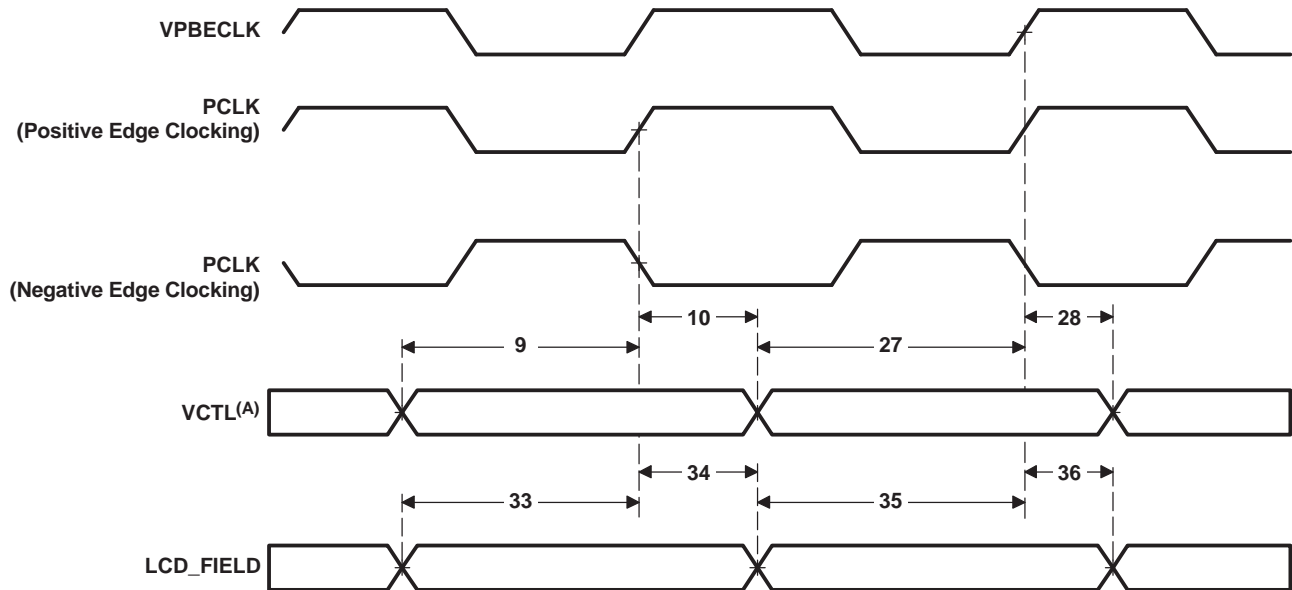 VPBECLK
PCLK
(Positive Edge Clocking)
PCLK
(Negative Edge Clocking)
10
28
9
27
VCTL(A)
34
36
33
35
LCD_FIELD